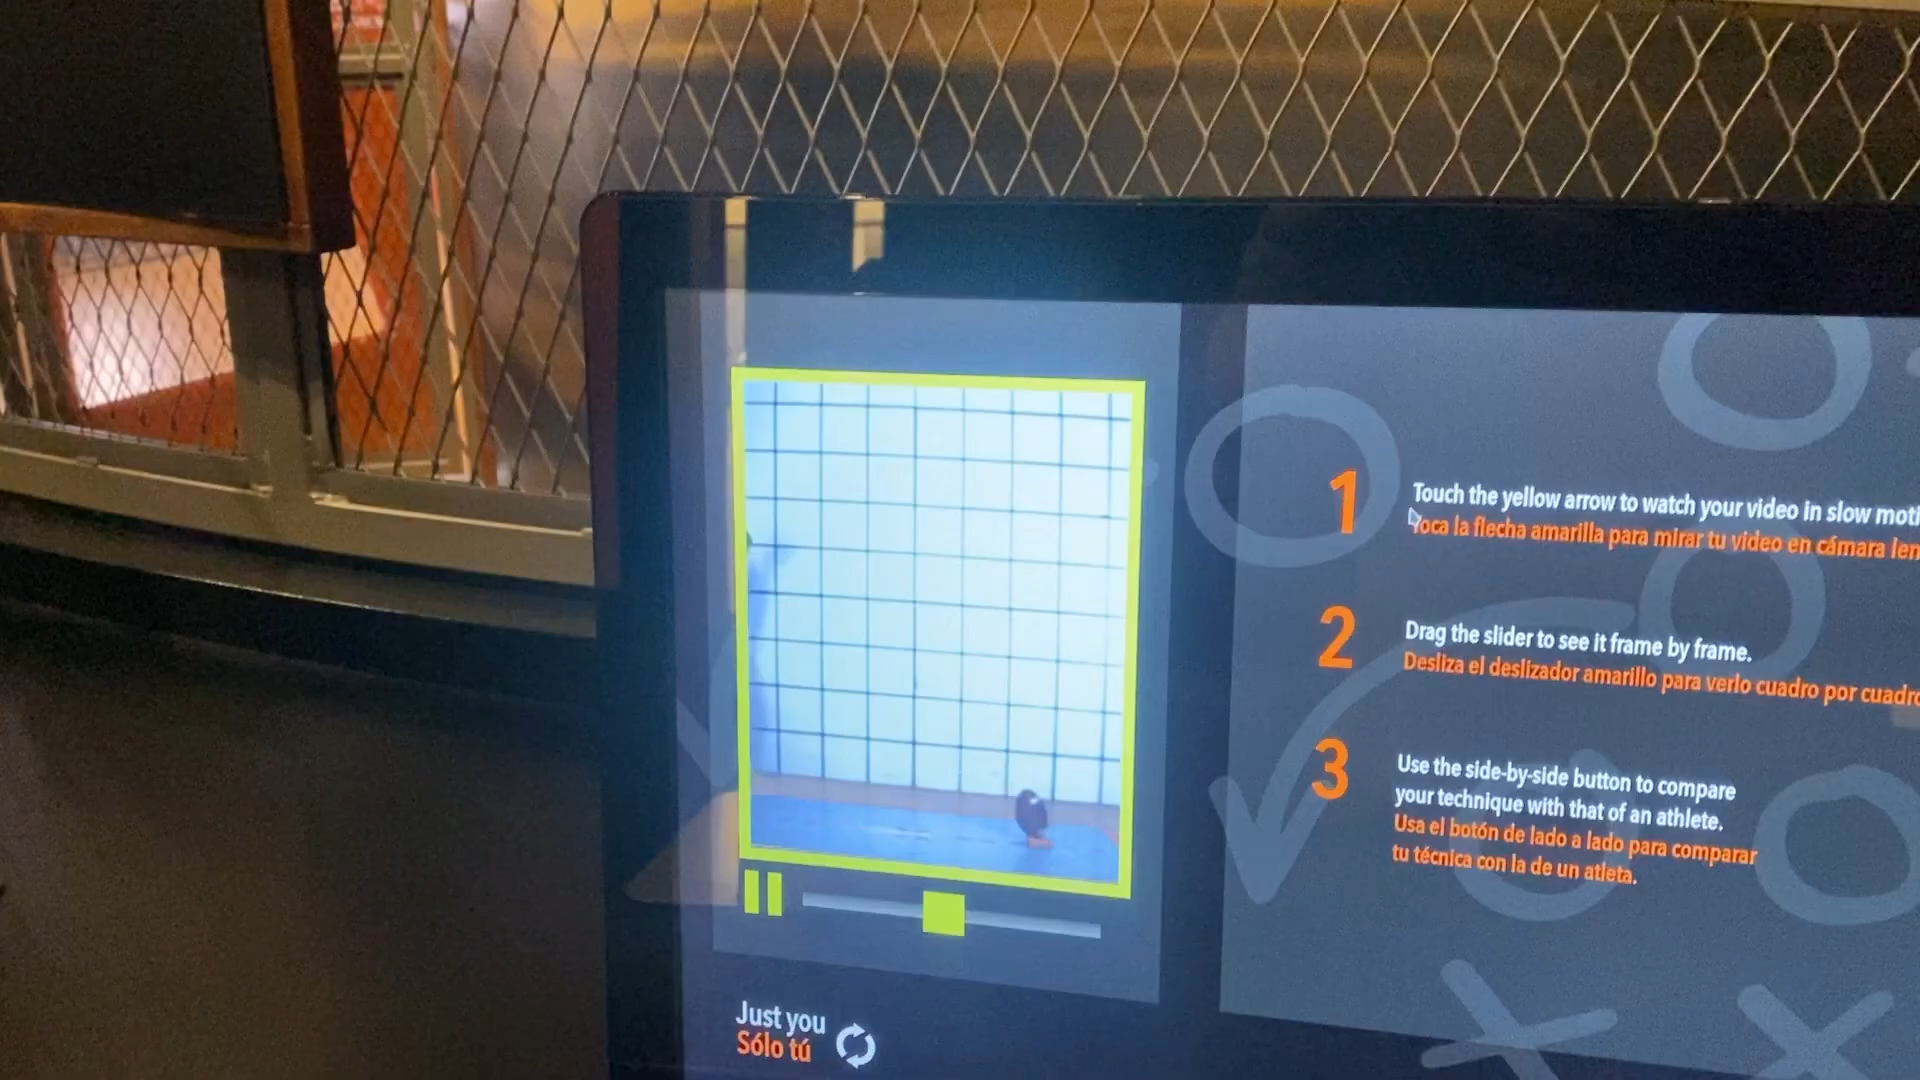 1
Touch the yellow arrow to watch your video in slow moti
Toca la flecha amarilla para mirar tu video en cámara len
2
Drag the slider to see it frame by frame.
Desliza el deslizador amarillo para verlo cuadro por cuadro
3
Use the side-by-side button to compare
your technique with that of an athlete.
Usa el botón de lado a lado para comparar
tu técnica con la de un atleta.
Just you
Sólo tú